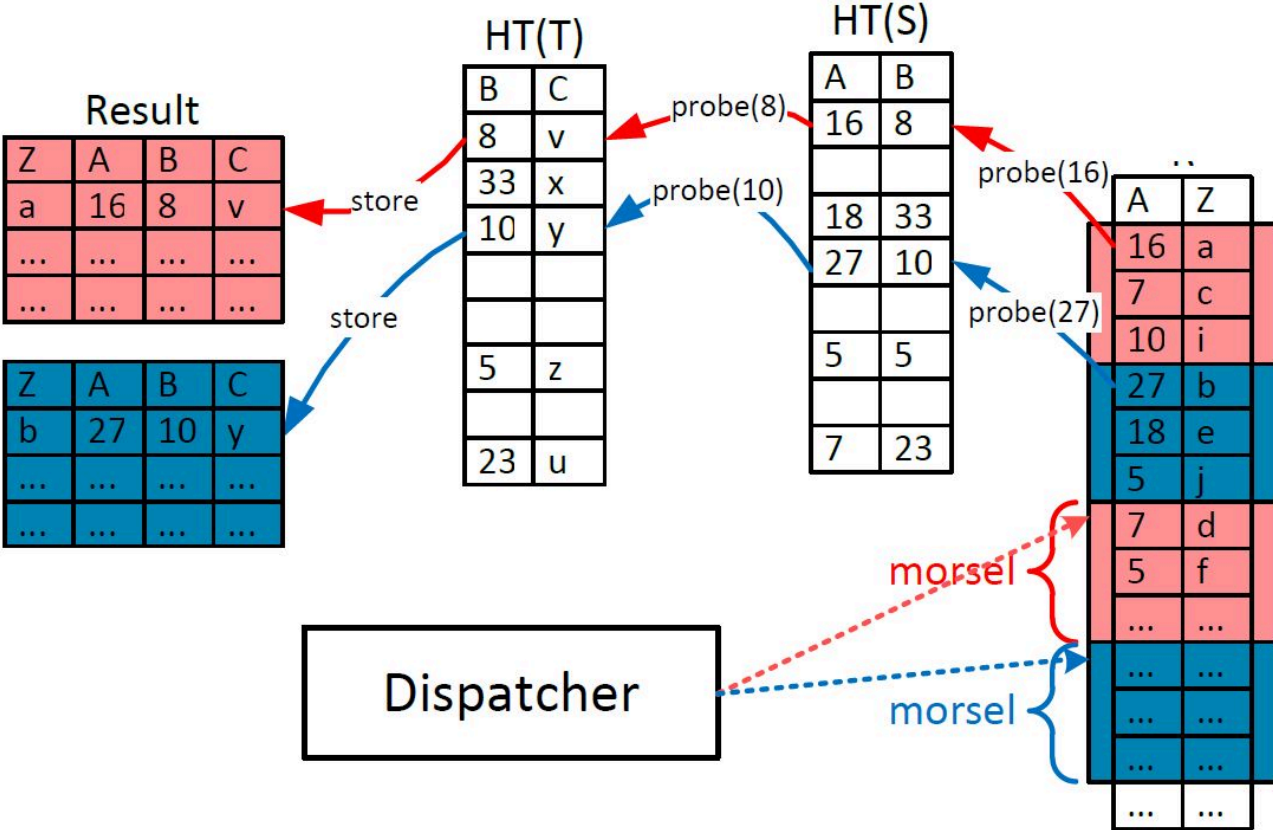 HT(S)
HT(T)
A B
B C
Result
probe(8)
16 8
8 v
Z A B C
33 x
probe(10)
probe(16)
A Z
a 16 8 v
store
10 y
18 33
16 a
... ... ... ...
27 10
7 c
... ... ... ...
store
probe(27)
10 i
Z A B C
5 z
5 5
27 b
b 27 10 y
18 e
... ... ... ...
23 u
7 23
5 j
... ... ... ...
7 d
morsel
5 f
... ...
Dispatcher
... ...
morsel
... ...
... ...
... ...